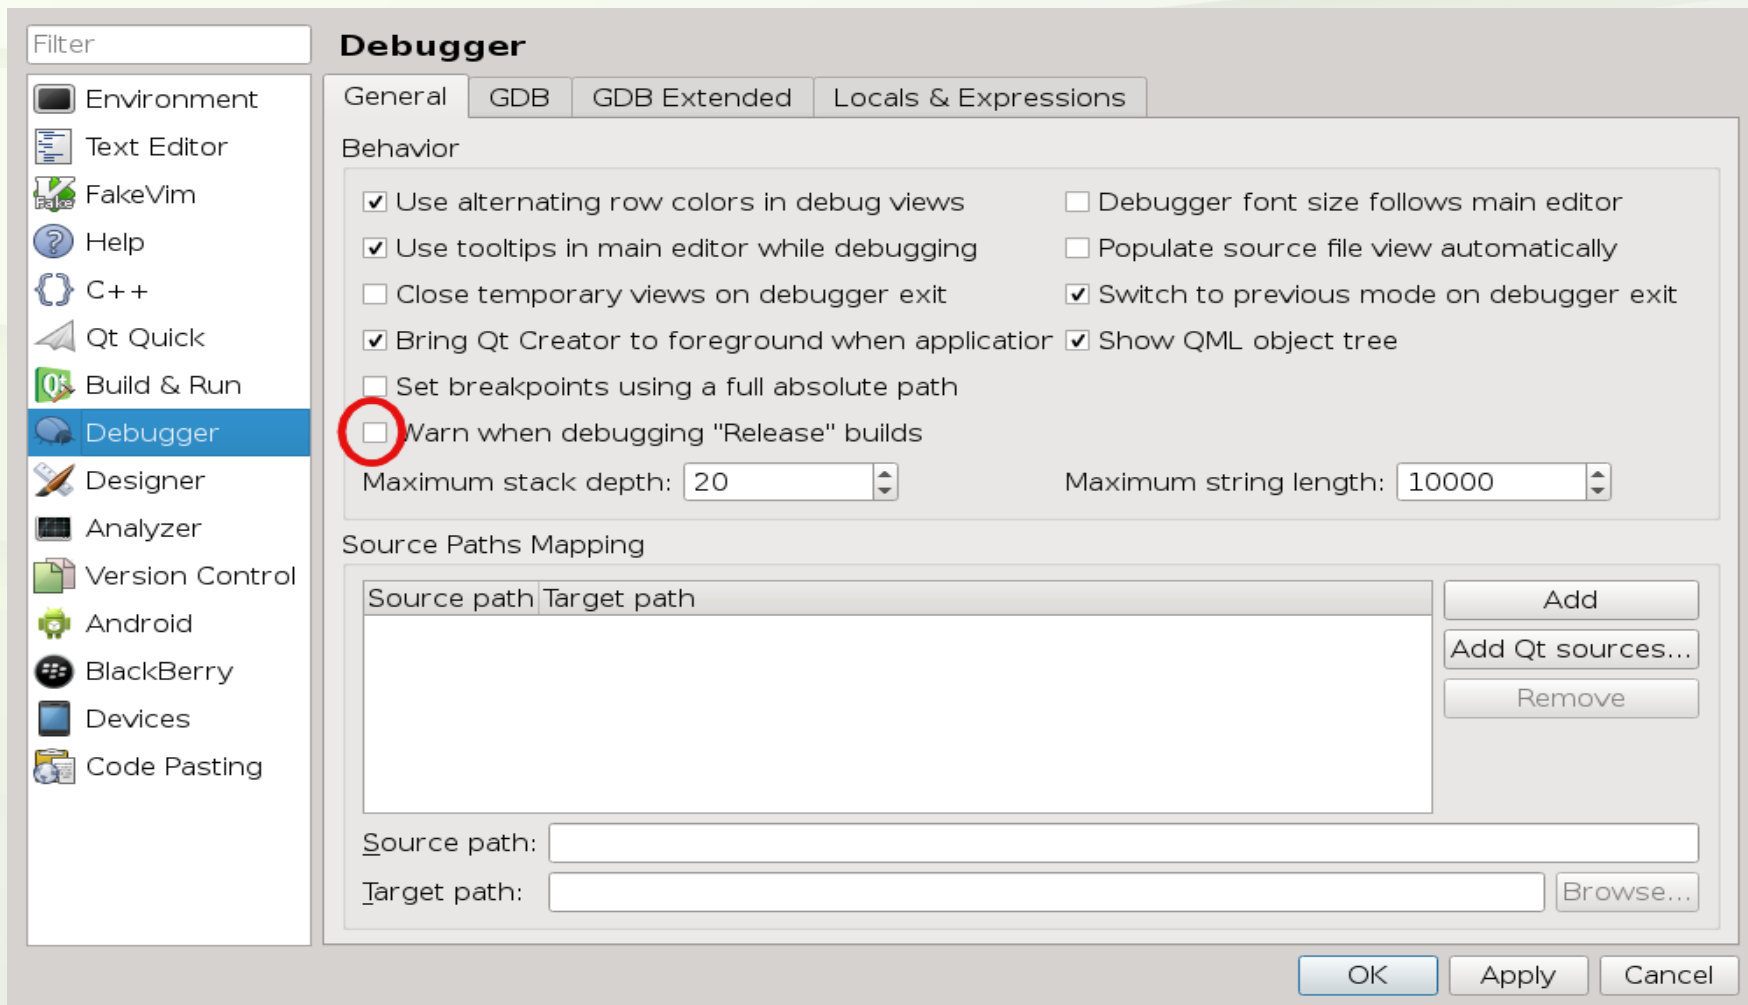 Filter
Debugger
Environment
Text Editor
FakeVim
Help
C++
Qt Quick
Build & Run
Debugger
Designer
Analyzer
Version Control
Android
BlackBerry
Devices
Code Pasting
General GDB GDB Extended Locals & Expressions
Behavior
Use alternating row colors in debug views Debugger font size follows main editor
Use tooltips in main editor while debugging Populate source file view automatically
Close temporary views on debugger exit Switch to previous mode on debugger exit
Bring Qt Creator to foreground when application Show QML object tree
Set breakpoints using a full absolute path
Warn when debugging "Release" builds
Maximum stack depth: 20 Maximum string length: 10000
Source Paths Mapping
Source path Target path
Add
Add Qt sources...
Remove
Source path:
Target path: Browse...
OK Apply Cancel